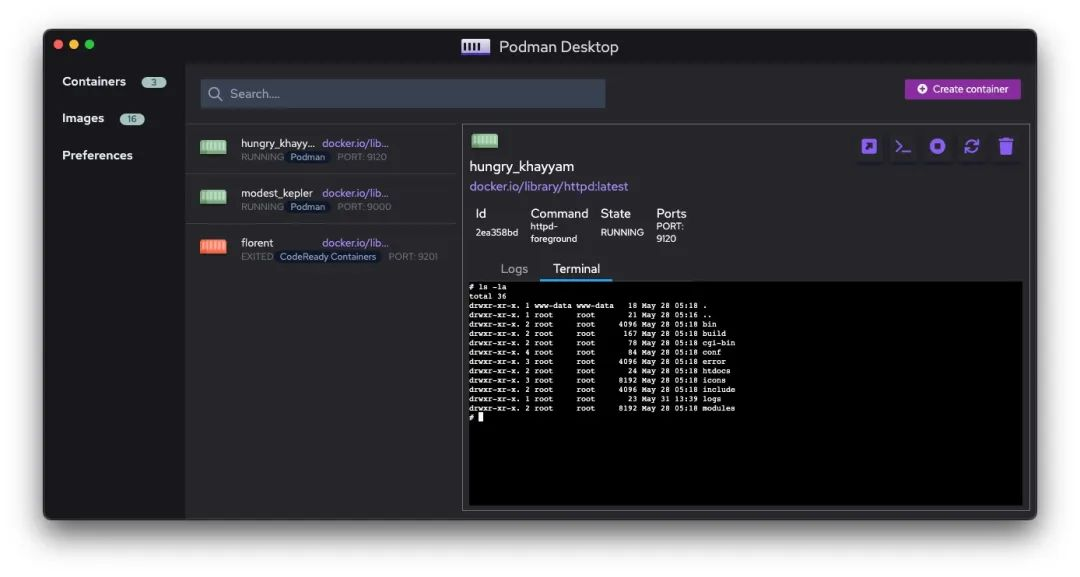 Podman Desktop
Containers 3
Images 16
Preferences
Search....
Create container
hungry_khayy... docker.io/lib...
RUNNING Podman PORT: 9120
modest_kepler docker.io/lib...
RUNNING Podman PORT: 9000
florent docker.io/lib...
EXITED CodeReady Containers PORT: 9201
hungry_khayyam
docker.io/library/httpd:latest
Id Command State Ports
2ea358bd httpd-foreground RUNNING PORT: 9120
Logs Terminal
# ls -la
total 36
drwxr-xr-x. 1 www-data www-data 18 May 28 05:18 .
drwxr-xr-x. 1 root root 21 May 28 05:16 ..
drwxr-xr-x. 2 root root 4096 May 28 05:18 bin
drwxr-xr-x. 2 root root 167 May 28 05:18 build
drwxr-xr-x. 2 root root 78 May 28 05:18 cgi-bin
drwxr-xr-x. 4 root root 84 May 28 05:18 conf
drwxr-xr-x. 3 root root 4096 May 28 05:18 error
drwxr-xr-x. 2 root root 24 May 28 05:18 htdocs
drwxr-xr-x. 3 root root 8192 May 28 05:18 icons
drwxr-xr-x. 2 root root 4096 May 28 05:18 include
drwxr-xr-x. 1 root root 23 May 31 13:39 logs
drwxr-xr-x. 2 root root 8192 May 28 05:18 modules
#